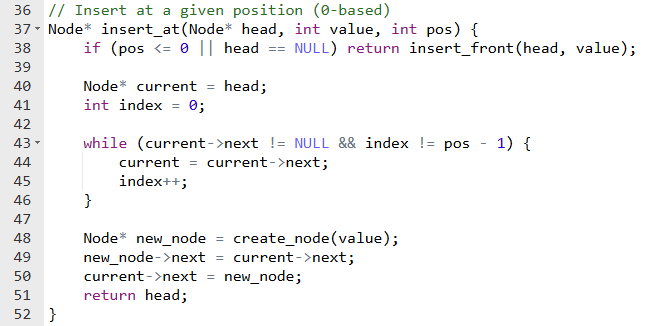 36 // Insert at a given position (0-based)
37 Node* insert_at(Node* head, int value, int pos) {
38     if (pos <= 0 || head == NULL) return insert_front(head, value);
39
40     Node* current = head;
41     int index = 0;
42
43     while (current->next != NULL && index != pos - 1) {
44         current = current->next;
45         index++;
46     }
47
48     Node* new_node = create_node(value);
49     new_node->next = current->next;
50     current->next = new_node;
51     return head;
52 }